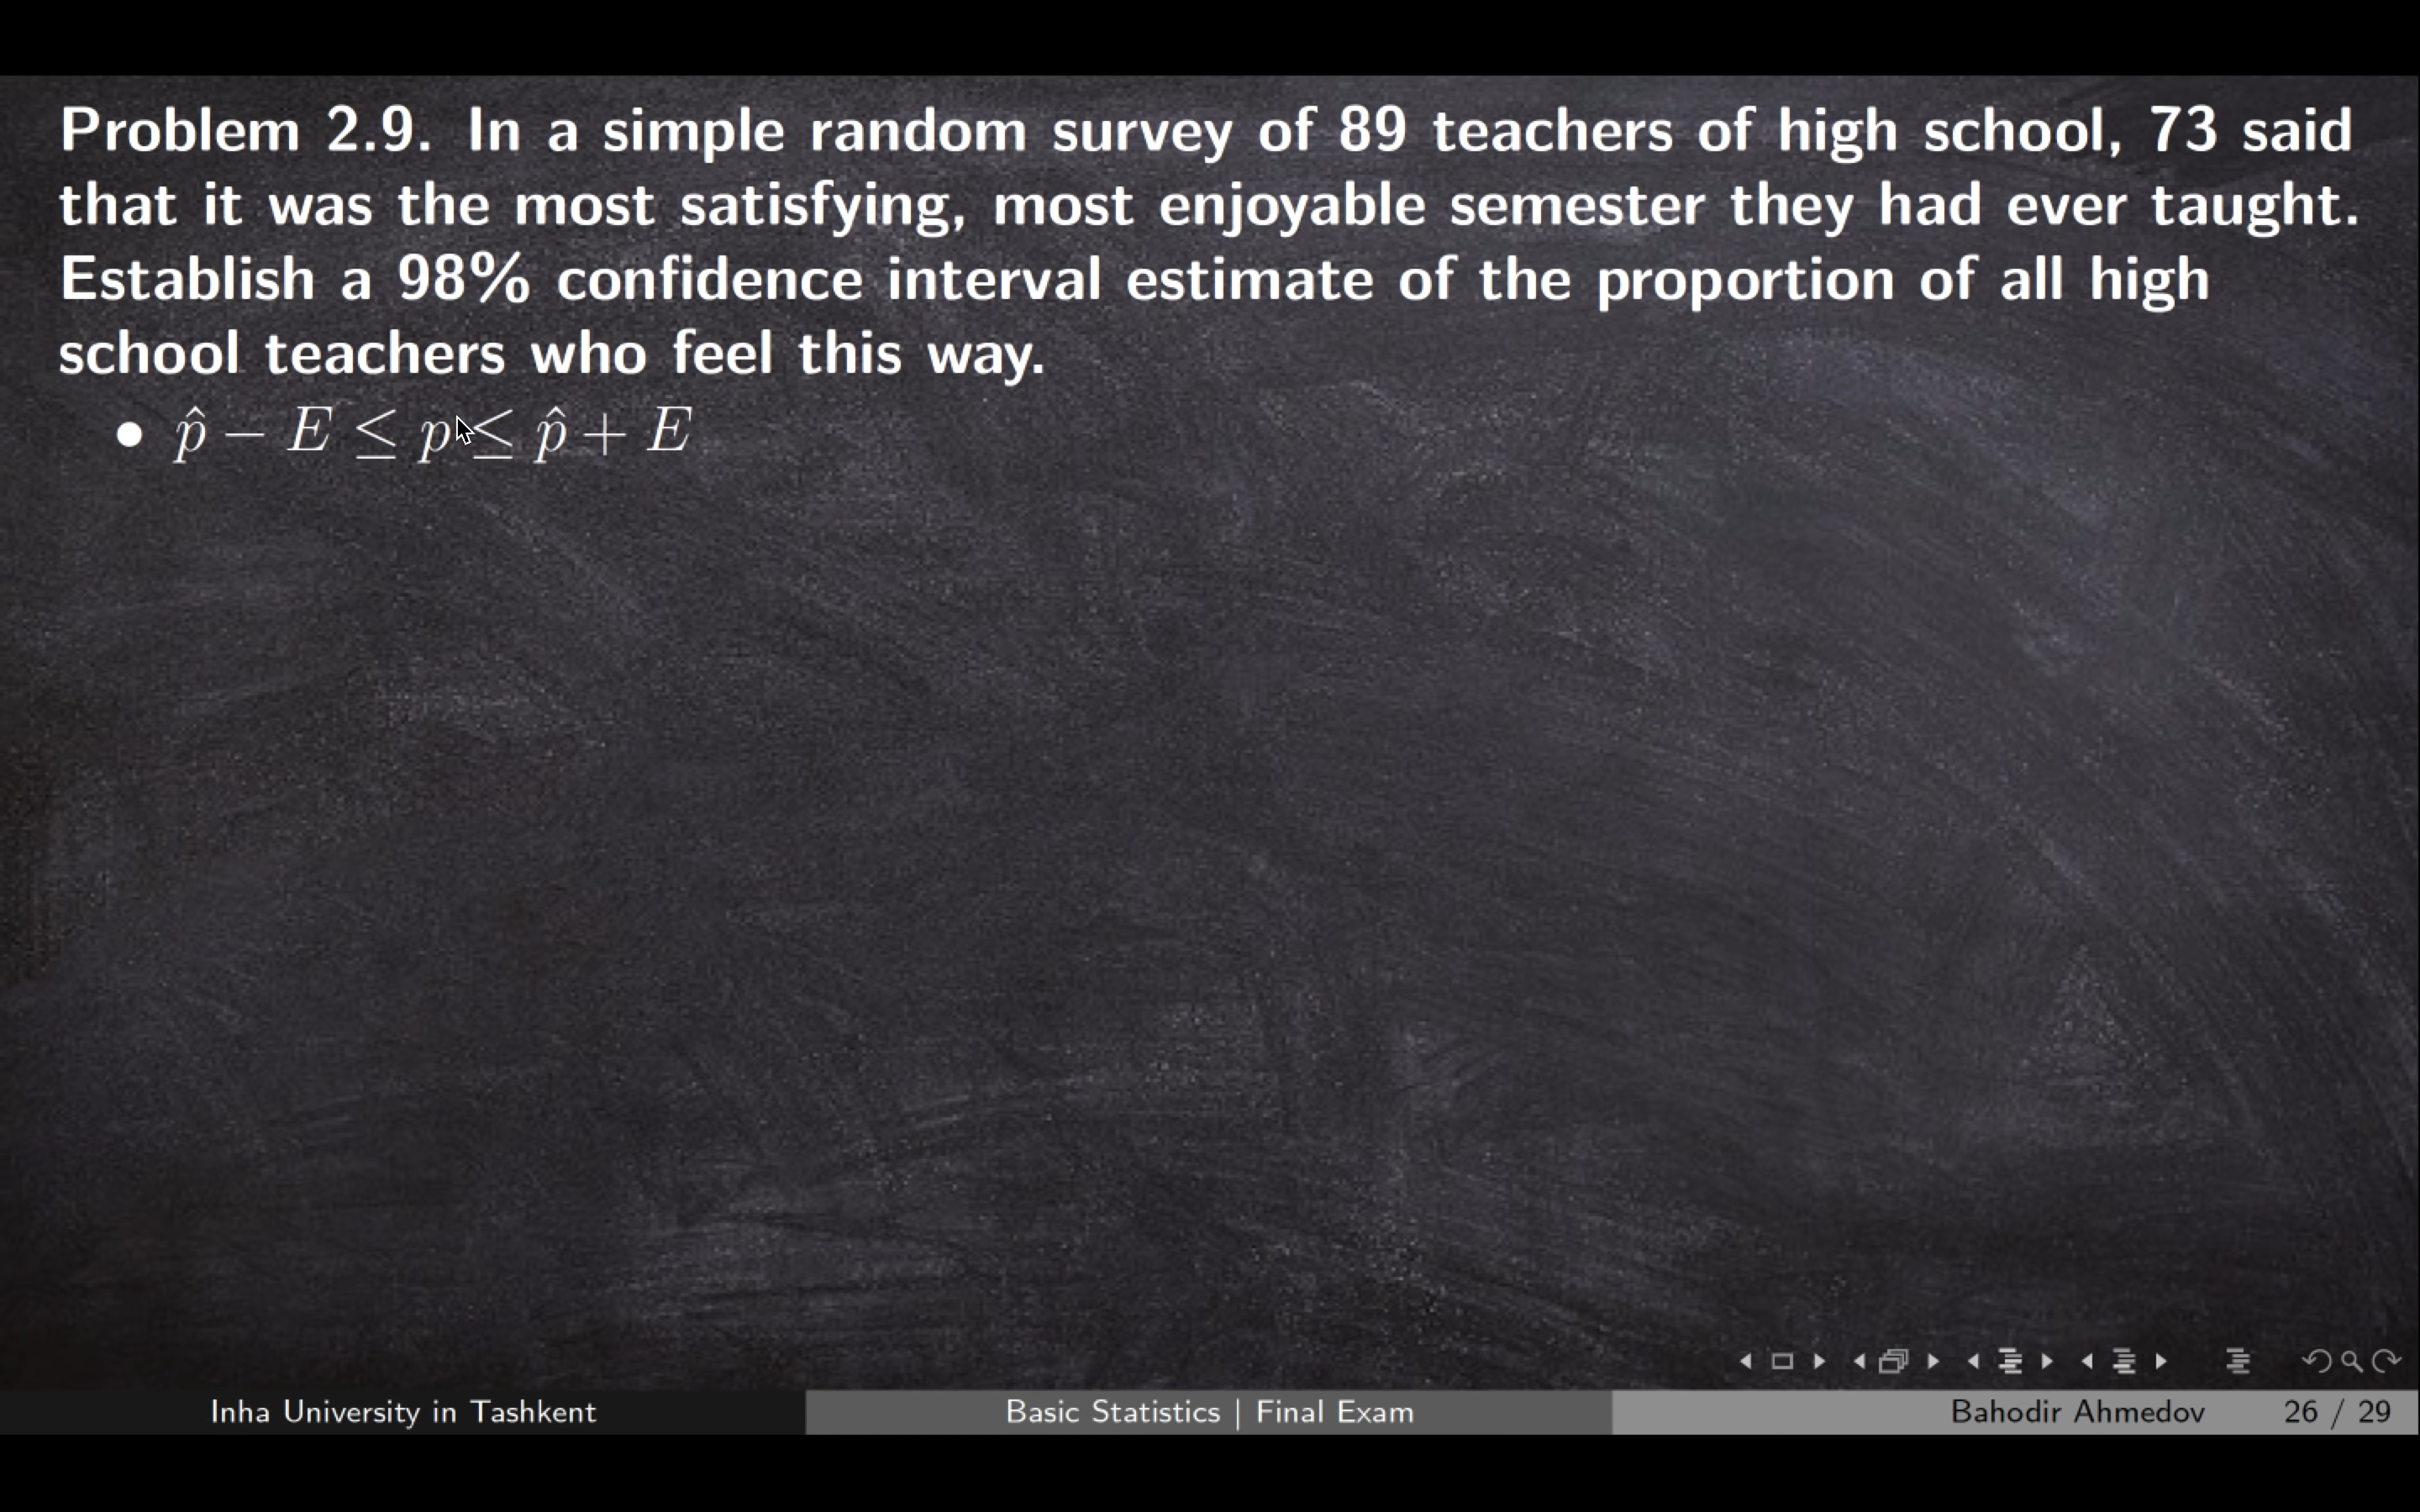 Problem 2.9. In a simple random survey of 89 teachers of high school, 73 said
that it was the most satisfying, most enjoyable semester they had ever taught.
Establish a 98% confidence interval estimate of the proportion of all high
school teachers who feel this way.
• p̂ − E ≤ p ≤ p̂ + E
Inha University in Tashkent
Basic Statistics | Final Exam
Bahodir Ahmedov 26 / 29